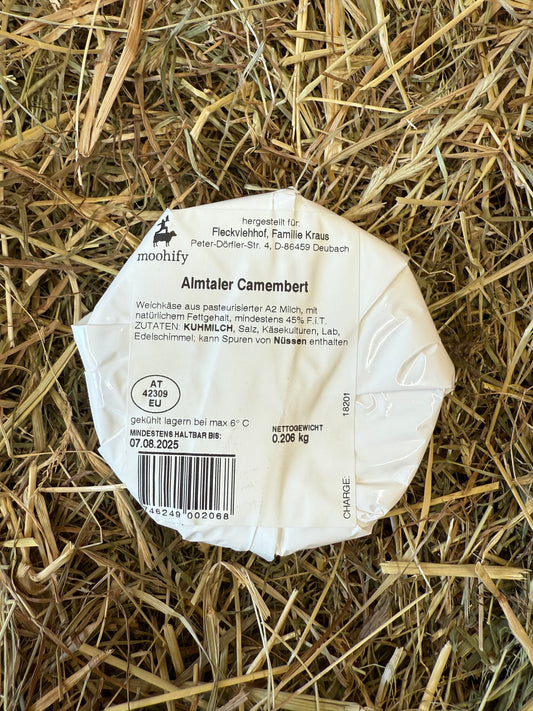 hergestellt für:
Fleckviehhof, Familie Kraus
Peter-Dörfler-Str. 4, D-86459 Deubach
moohify
Almtaler Camembert
Weichkäse aus pasteurisierter A2 Milch, mit
natürlichem Fettgehalt, mindestens 45% F.i.T.
ZUTATEN: KUHMILCH, Salz, Käsekulturen, Lab,
Edelschimmel; kann Spuren von Nüssen enthalten
AT
42309
EU
gekühlt lagern bei max 6° C
MINDESTENS HALTBAR BIS:
07.08.2025
NETTOGEWICHT
0.206 kg
CHARGE: 18201
746249 002068